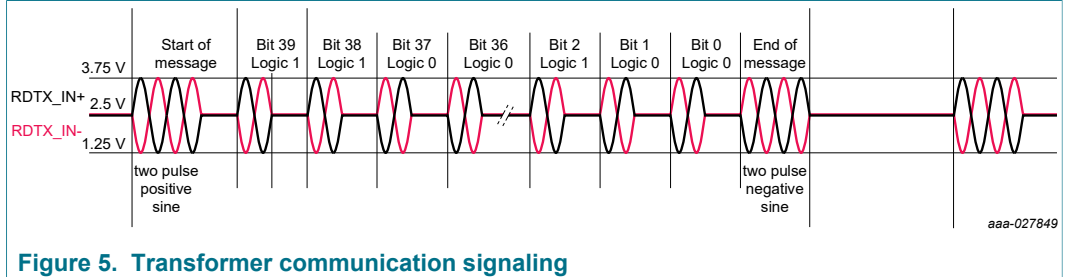 Start of
message
Bit 39
Logic 1
Bit 38
Logic 1
Bit 37
Logic 0
Bit 36
Logic 0
Bit 2
Logic 1
Bit 1
Logic 0
Bit 0
Logic 0
End of
message
3.75 V
RDTX_IN+
2.5 V
RDTX_IN-
1.25 V
two pulse
positive
sine
two pulse
negative
sine
aaa-027849
Figure 5. Transformer communication signaling